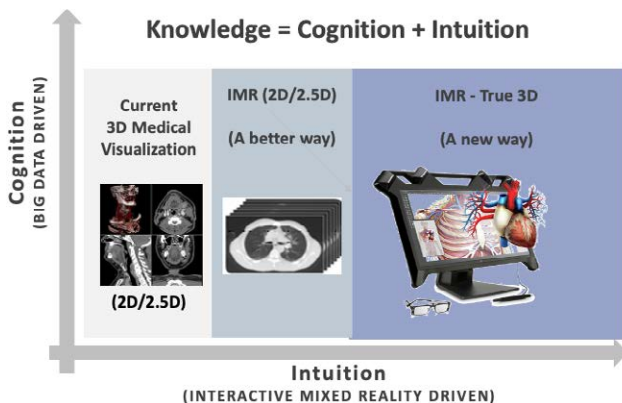 Knowledge = Cognition + Intuition
Cognition
(BIG DATA DRIVEN)
Current
3D Medical
Visualization
(2D/2.5D)
IMR (2D/2.5D)
(A better way)
IMR - True 3D
(A new way)
Intuition
(INTERACTIVE MIXED REALITY DRIVEN)